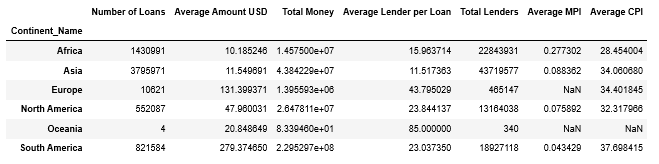 Number of Loans Average Amount USD Total Money Average Lender per Loan Total Lenders Average MPI Average CPI
Continent_Name
Africa 1430991 10.185246 1.457500e+07 15.963714 22843931 0.277302 28.454004
Asia 3795971 11.549691 4.384229e+07 11.517363 43719577 0.088362 34.060680
Europe 10621 131.399371 1.395593e+06 43.795029 465147 NaN 34.401845
North America 552087 47.960031 2.647811e+07 23.844137 13164038 0.075892 32.317966
Oceania 4 20.848649 8.339460e+01 85.000000 340 NaN NaN
South America 821584 279.374650 2.295297e+08 23.037350 18927118 0.043429 37.698415